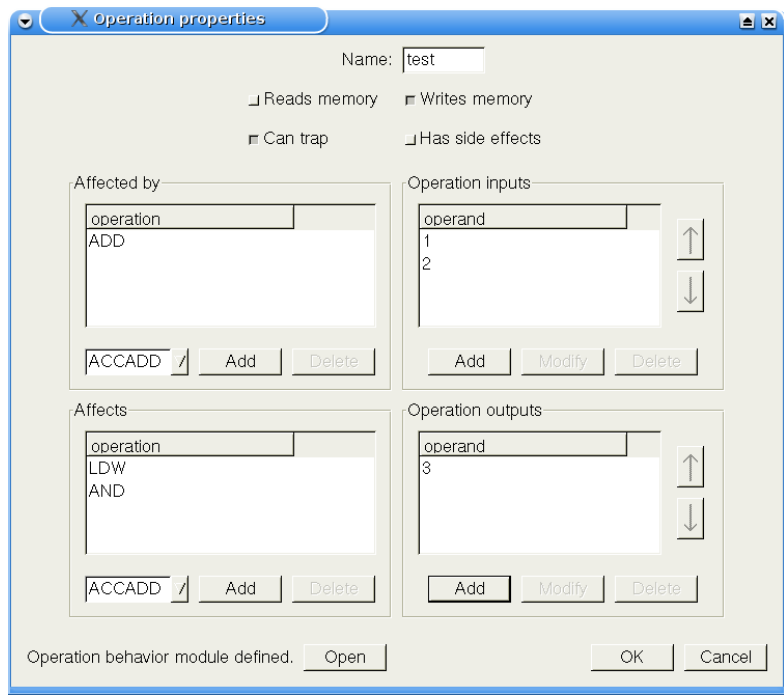 Operation properties
Name: test
Reads memory Writes memory
Can trap Has side effects
Affected by
operation
ADD
ACCADD Add Delete
Operation inputs
operand
1
2
Add Modify Delete
Affects
operation
LDW
AND
ACCADD Add Delete
Operation outputs
operand
3
Add Modify Delete
Operation behavior module defined. Open OK Cancel